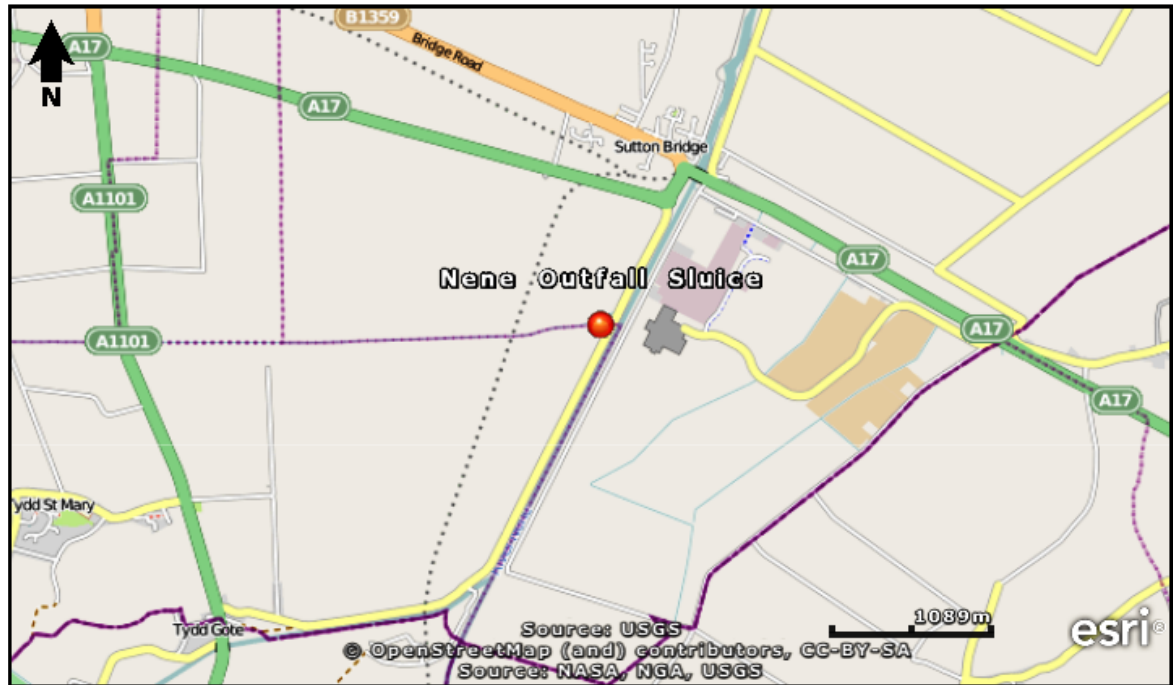 B1359
A17
Bridge Road
N
A17
Sutton Bridge
A1101
A17
Nene Outfall Sluice
A17
A1101
A17
ydd St Mary
Tydd Gote
1089m
Source: USGS
© OpenStreetMap (and) contributors, CC-BY-SA
Source: NASA, NGA, USGS
esri